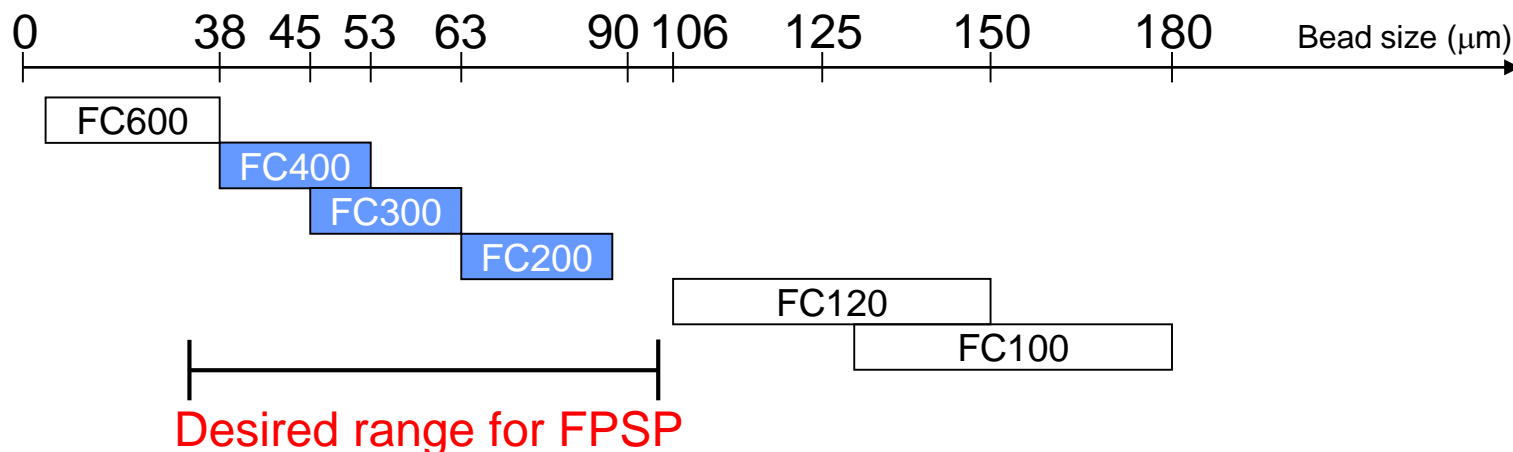 0 38 45 53 63 90 106 125 150 180 Bead size (μm)
FC600
FC400
FC300
FC200
FC120
FC100
Desired range for FPSP